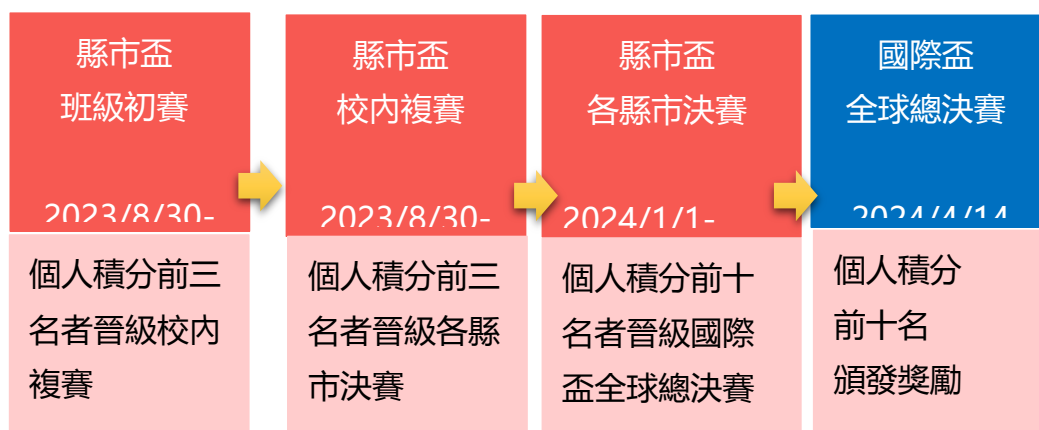 縣市盃
班級初賽
2023/8/30-
個人積分前三
名者晉級校內
複賽
縣市盃
校內複賽
2023/8/30-
個人積分前三
名者晉級各縣
市決賽
縣市盃
各縣市決賽
2024/1/1-
個人積分前十
名者晉級國際
盃全球總決賽
國際盃
全球總決賽
2024/4/14
個人積分
前十名
頒發獎勵